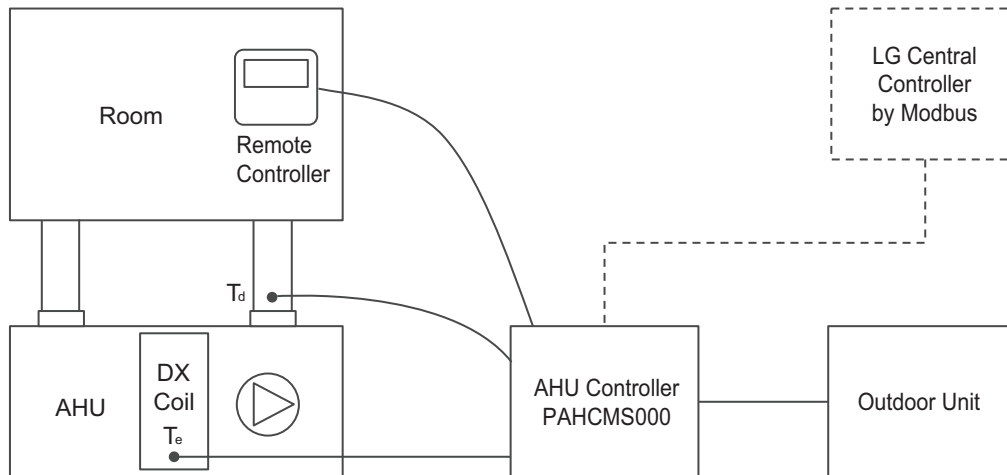 Room
Remote
Controller
LG Central
Controller
by Modbus
Td
AHU
DX
Coil
Te
AHU Controller
PAHCMS000
Outdoor Unit